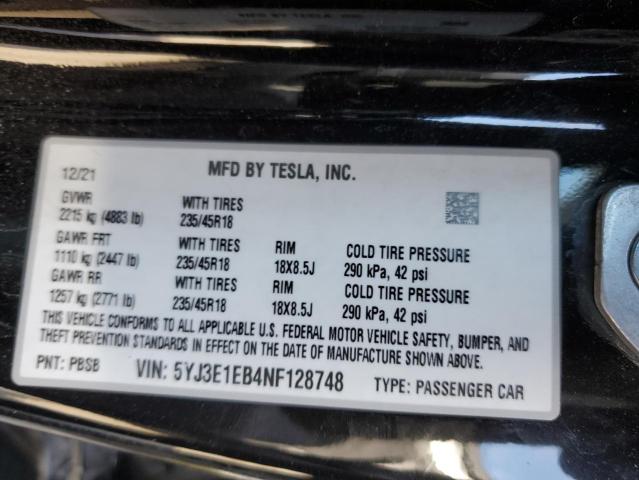 MFD BY TESLA, INC.
12/21
MFD BY TESLA, INC.
GVWR WITH TIRES
2215 kg (4883 lb) 235/45R18
GAWR FRT WITH TIRES RIM COLD TIRE PRESSURE
1110 kg (2447 lb) 235/45R18 18X8.5J 290 kPa, 42 psi
GAWR RR WITH TIRES RIM COLD TIRE PRESSURE
1257 kg (2771 lb) 235/45R18 18X8.5J 290 kPa, 42 psi
THIS VEHICLE CONFORMS TO ALL APPLICABLE U.S. FEDERAL MOTOR VEHICLE SAFETY, BUMPER, AND
THEFT PREVENTION STANDARDS IN EFFECT ON THE DATE OF MANUFACTURE SHOWN ABOVE.
PNT: PBSB VIN: 5YJ3E1EB4NF128748 TYPE: PASSENGER CAR